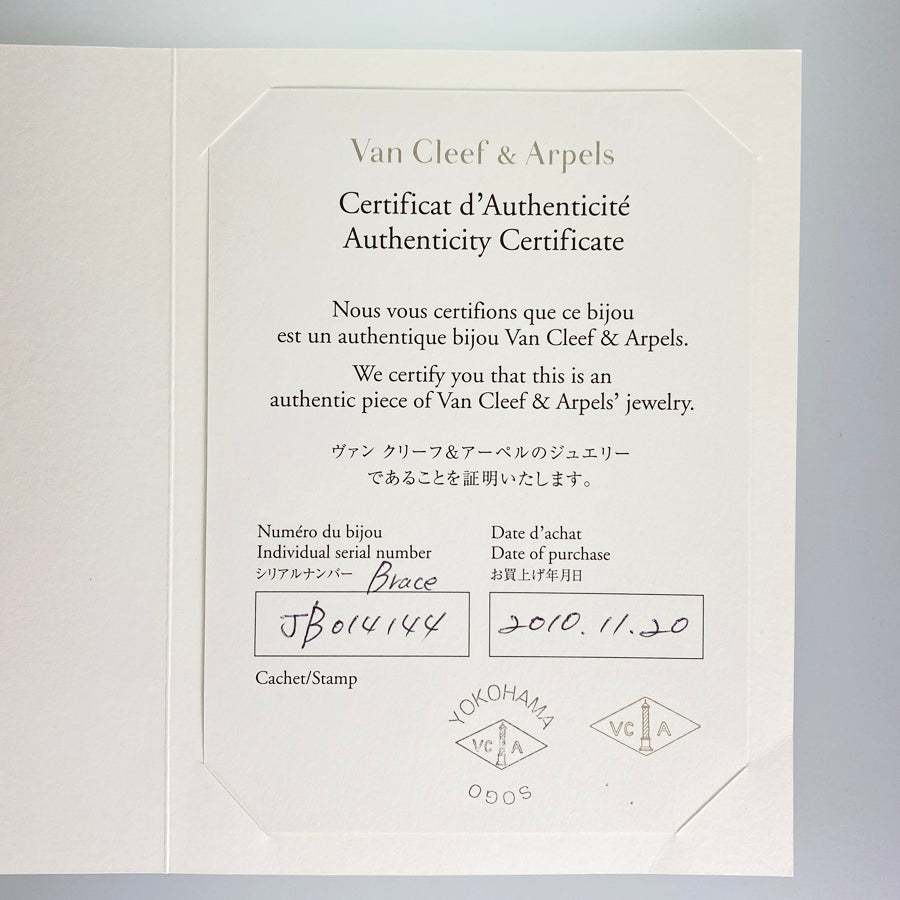 Van Cleef & Arpels
Certificat d'Authenticité
Authenticity Certificate
Nous vous certifions que ce bijou
est un authentique bijou Van Cleef & Arpels.
We certify you that this is an
authentic piece of Van Cleef & Arpels' jewelry.
ヴァン クリーフ&アーペルのジュエリー
であることを証明いたします。
Numéro du bijou
Individual serial number
シリアルナンバー
Brace
JB014144
Date d'achat
Date of purchase
お買上げ年月日
2010.11.20
Cachet/Stamp
YOKOHAMA
VC A
SOGO
VC A